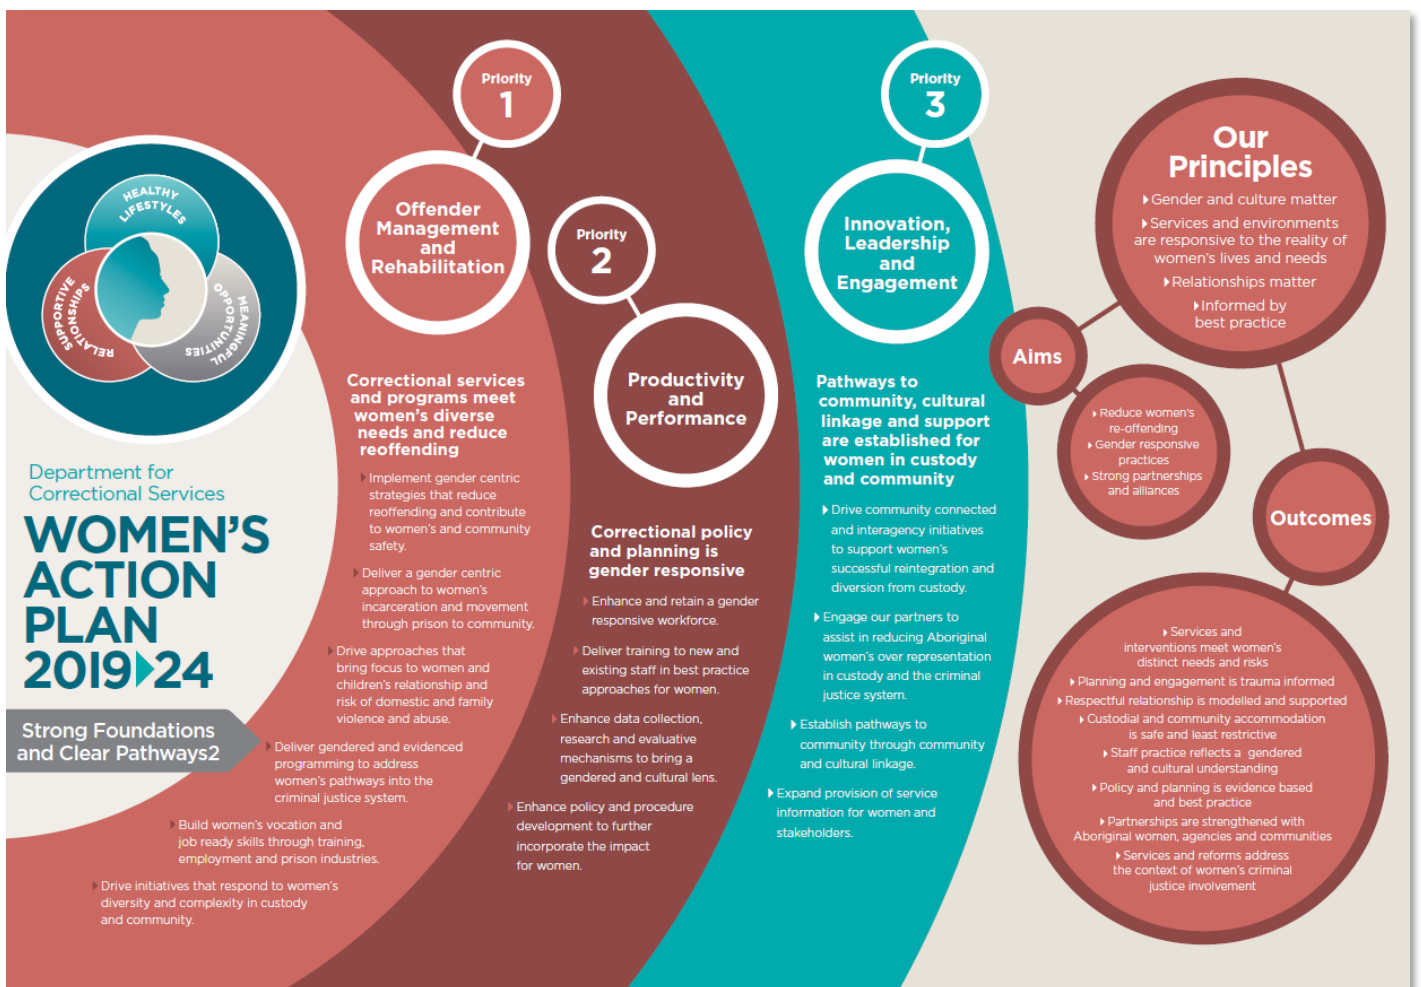 HEALTHY
LIFESTYLES
SUPPORTIVE
RELATIONSHIPS
MEANINGFUL
OPPORTUNITIES
Department for
Correctional Services
WOMEN'S
ACTION
PLAN
2019 24
Strong Foundations
and Clear Pathways2
Priority
1
Offender
Management
and
Rehabilitation
Correctional services
and programs meet
women's diverse
needs and reduce
reoffending
Implement gender centric
strategies that reduce
reoffending and contribute
to women's and community
safety.
Deliver a gender centric
approach to women's
incarceration and movement
through prison to community.
Drive approaches that
bring focus to women and
children's relationship and
risk of domestic and family
violence and abuse.
Deliver gendered and evidenced
programming to address
women's pathways into the
criminal justice system.
Build women's vocation and
job ready skills through training,
employment and prison industries.
Drive initiatives that respond to women's
diversity and complexity in custody
and community.
Priority
2
Productivity
and
Performance
Correctional policy
and planning is
gender responsive
Enhance and retain a gender
responsive workforce.
Deliver training to new and
existing staff in best practice
approaches for women.
Enhance data collection,
research and evaluative
mechanisms to bring a
gendered and cultural lens.
Enhance policy and procedure
development to further
incorporate the impact
for women.
Priority
3
Innovation,
Leadership
and
Engagement
Pathways to
community, cultural
linkage and support
are established for
women in custody
and community
Drive community connected
and interagency initiatives
to support women's
successful reintegration and
diversion from custody.
Engage our partners to
assist in reducing Aboriginal
women's over representation
in custody and the criminal
justice system.
Establish pathways to
community through community
and cultural linkage.
Expand provision of service
information for women and
stakeholders.
Our
Principles
Gender and culture matter
Services and environments
are responsive to the reality of
women's lives and needs
Relationships matter
Informed by
best practice
Aims
Reduce women's
re-offending
Gender responsive
practices
Strong partnerships
and alliances
Outcomes
Services and
interventions meet women's
distinct needs and risks
Planning and engagement is trauma informed
Respectful relationship is modelled and supported
Custodial and community accommodation
is safe and least restrictive
Staff practice reflects a gendered
and cultural understanding
Policy and planning is evidence based
and best practice
Partnerships are strengthened with
Aboriginal women, agencies and communities
Services and reforms address
the context of women's criminal
justice involvement